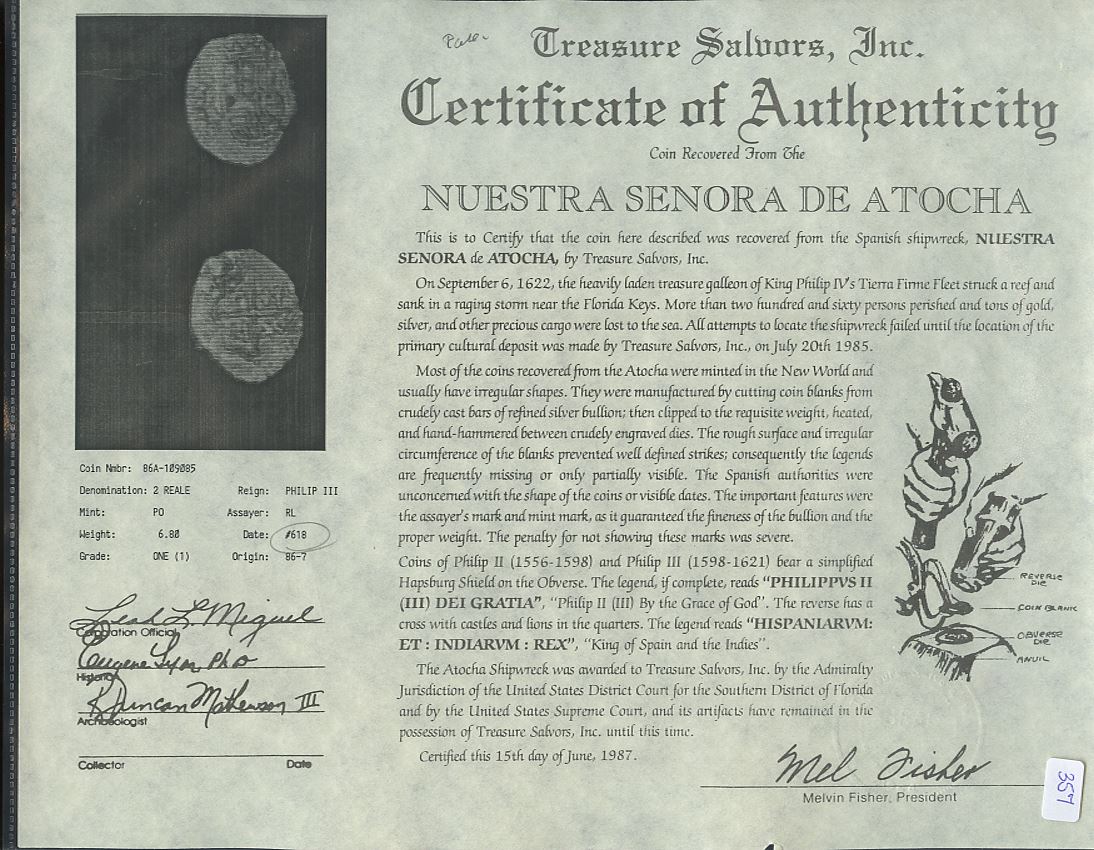 Pate.
Treasure Salvors, Inc.
Certificate of Authenticity
Coin Recovered From The
NUESTRA SENORA DE ATOCHA
This is to Certify that the coin here described was recovered from the Spanish shipwreck, NUESTRA
SENORA de ATOCHA, by Treasure Salvors, Inc.
On September 6, 1622, the heavily laden treasure galleon of King Philip IV's Tierra Firme Fleet struck a reef and
sank in a raging storm near the Florida Keys. More than two hundred and sixty persons perished and tons of gold,
silver, and other precious cargo were lost to the sea. All attempts to locate the shipwreck failed until the location of the
primary cultural deposit was made by Treasure Salvors, Inc., on July 20th 1985.
Most of the coins recovered from the Atocha were minted in the New World and
usually have irregular shapes. They were manufactured by cutting coin blanks from
crudely cast bars of refined silver bullion; then clipped to the requisite weight, heated,
and hand-hammered between crudely engraved dies. The rough surface and irregular
circumference of the blanks prevented well defined strikes; consequently the legends
are frequently missing or only partially visible. The Spanish authorities were
unconcerned with the shape of the coins or visible dates. The important features were
the assayer's mark and mint mark, as it guaranteed the fineness of the bullion and the
proper weight. The penalty for not showing these marks was severe.
Coins of Philip II (1556-1598) and Philip III (1598-1621) bear a simplified
Hapsburg Shield on the Obverse. The legend, if complete, reads "PHILIPPVS II
(III) DEI GRATIA", "Philip II (III) By the Grace of God". The reverse has a
cross with castles and lions in the quarters. The legend reads "HISPANIARVM:
ET : INDIARVM : REX", "King of Spain and the Indies".
The Atocha Shipwreck was awarded to Treasure Salvors, Inc. by the Admiralty
Jurisdiction of the United States District Court for the Southern District of Florida
and by the United States Supreme Court, and its artifacts have remained in the
possession of Treasure Salvors, Inc. until this time.
Certified this 15th day of June, 1987.
REVERSE
DIE
COIN BLANK
OBVERSE
DIE
ANVIL
Mel Fisher
Melvin Fisher, President
357
Coin Nmbr: 86A-109085
Denomination: 2 REALE Reign: PHILIP III
Mint: PO Assayer: RL
Weight: 6.80 Date: #618
Grade: ONE (1) Origin: 86-7
Leah L. Miguel
Corporation Official
Eugene Lyon PhD
Historian
R Duncan Mathewson III
Archaeologist
Collector Date